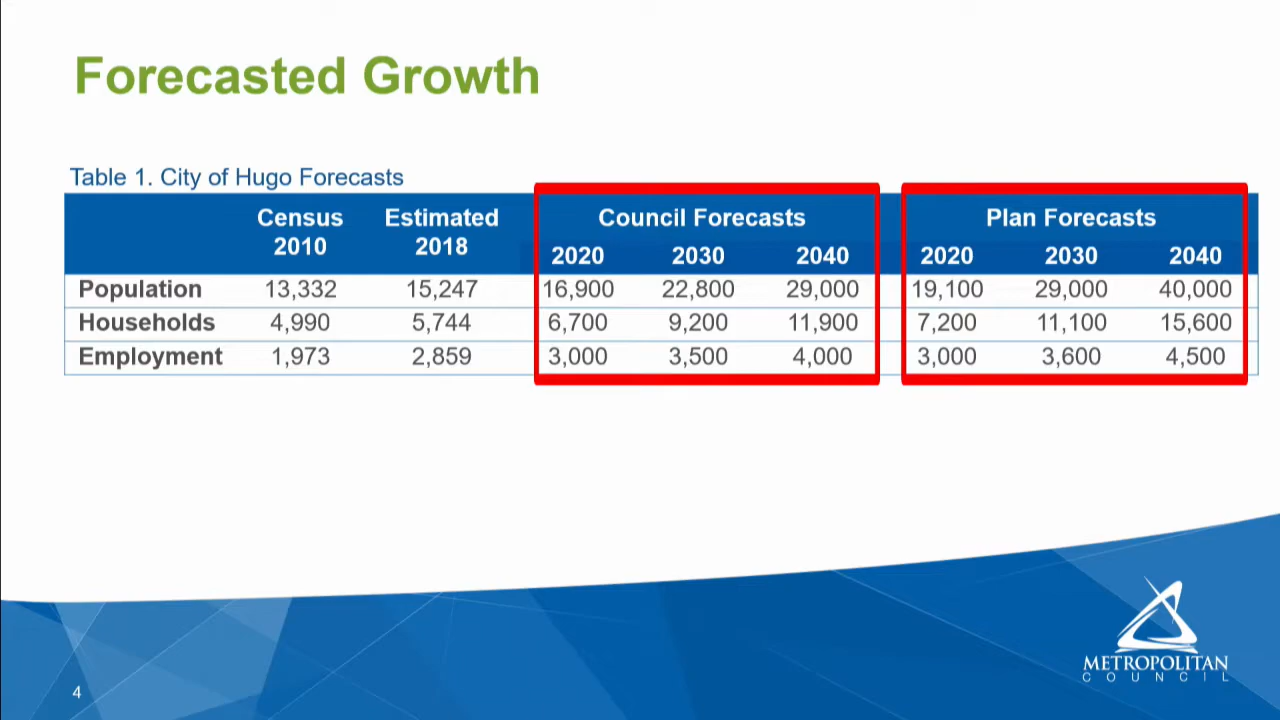 Forecasted Growth
Table 1. City of Hugo Forecasts
Census 2010 Estimated 2018 Council Forecasts Plan Forecasts
2020 2030 2040 2020 2030 2040
Population 13,332 15,247 16,900 22,800 29,000 19,100 29,000 40,000
Households 4,990 5,744 6,700 9,200 11,900 7,200 11,100 15,600
Employment 1,973 2,859 3,000 3,500 4,000 3,000 3,600 4,500
METROPOLITAN
COUNCIL
4